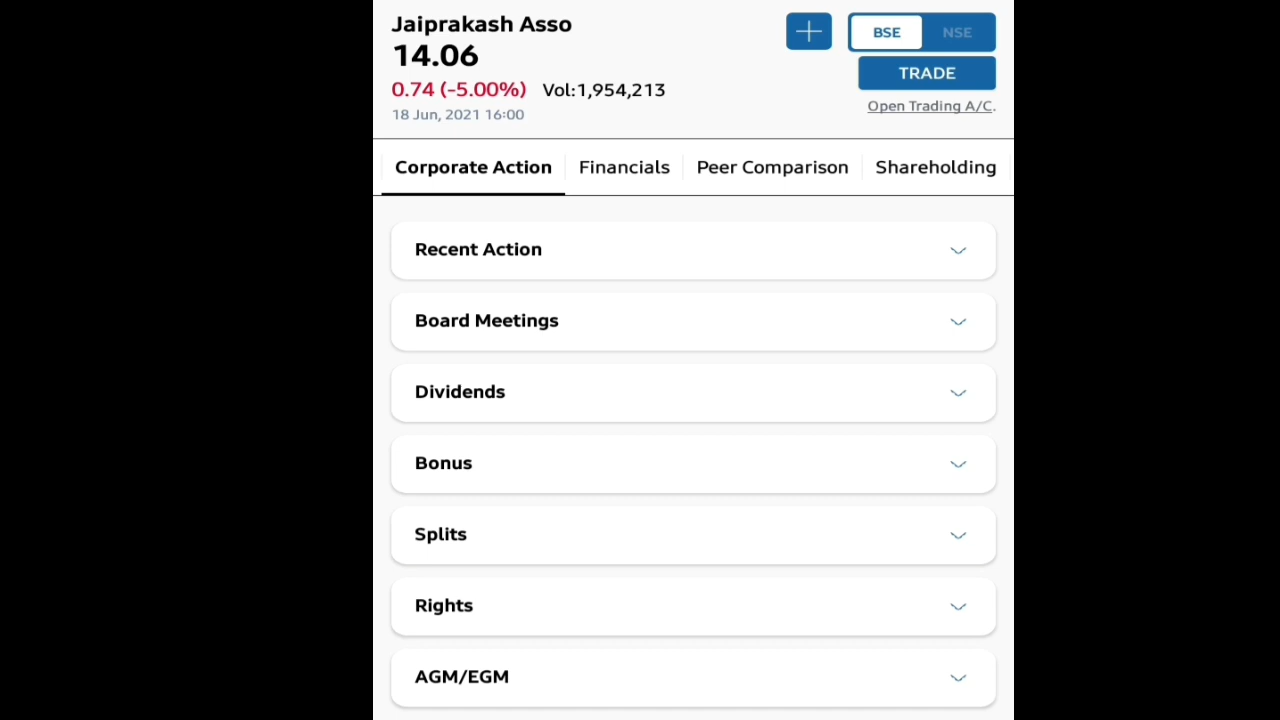 Jaiprakash Asso
14.06
0.74 (-5.00%) Vol:1,954,213
18 Jun, 2021 16:00
BSE NSE
TRADE
Open Trading A/C.
Corporate Action Financials Peer Comparison Shareholding
Recent Action
Board Meetings
Dividends
Bonus
Splits
Rights
AGM/EGM